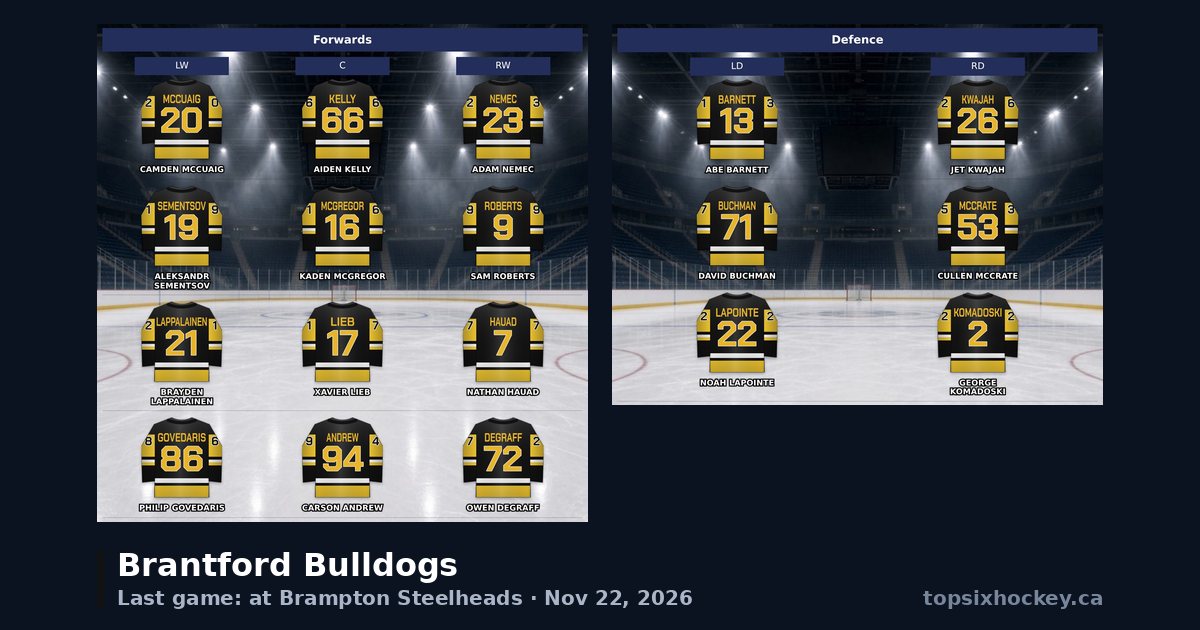 Forwards
LW C RW
2 MCCUAIG 0
20
CAMDEN MCCUAIG
6 KELLY 6
66
AIDEN KELLY
2 NEMEC 3
23
ADAM NEMEC
1 SEMENTSOV 9
19
ALEKSANDR
SEMENTSOV
1 MCGREGOR 6
16
KADEN MCGREGOR
9 ROBERTS 9
9
SAM ROBERTS
2 LAPPALAINEN 1
21
BRAYDEN
LAPPALAINEN
1 LIEB 7
17
XAVIER LIEB
7 HAUAD 7
7
NATHAN HAUAD
8 GOVEDARIS 6
86
PHILIP GOVEDARIS
9 ANDREW 4
94
CARSON ANDREW
7 DEGRAFF 2
72
OWEN DEGRAFF
Defence
LD RD
1 BARNETT 3
13
ABE BARNETT
2 KWAJAH 6
26
JET KWAJAH
7 BUCHMAN 1
71
DAVID BUCHMAN
5 MCCRATE 3
53
CULLEN MCCRATE
2 LAPOINTE 2
22
NOAH LAPOINTE
2 KOMADOSKI 2
2
GEORGE
KOMADOSKI
Brantford Bulldogs
Last game: at Brampton Steelheads · Nov 22, 2026
topsixhockey.ca